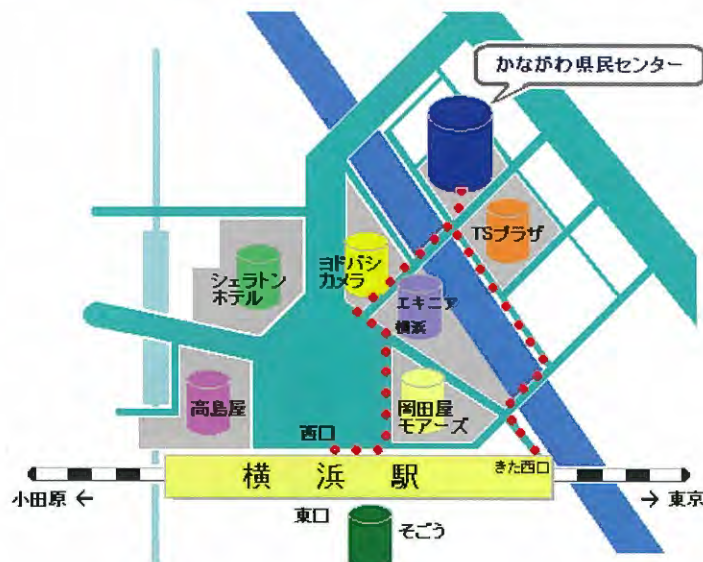 かながわ県民センター
TSプラザ
ヨドバシ
カメラ
シェラトン
ホテル
エキニア
横浜
高島屋
岡田屋
モアーズ
西口
きた西口
横浜駅
小田原 ←
→ 東京
東口
そごう